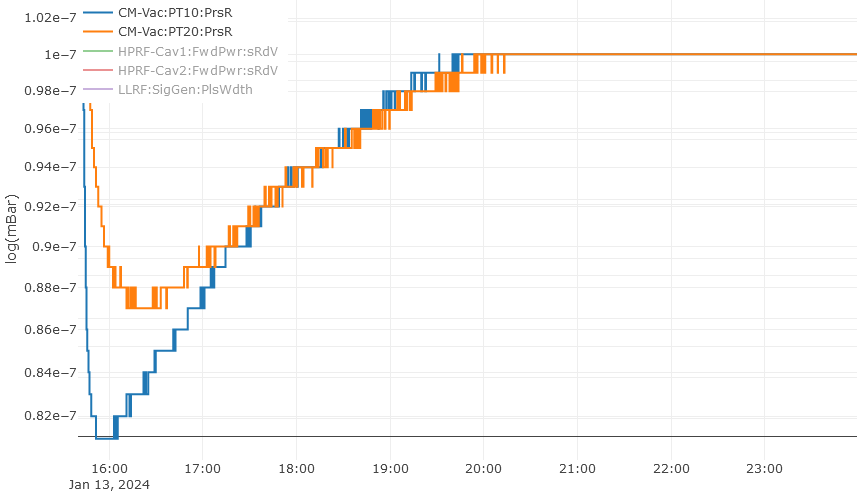 CM-Vac:PT10:PrsR
CM-Vac:PT20:PrsR
HPRF-Cav1:FwdPwr:sRdV
HPRF-Cav2:FwdPwr:sRdV
LLRF:SigGen:PlsWdth
log(mBar)
1.02e−7
1e−7
0.98e−7
0.96e−7
0.94e−7
0.92e−7
0.9e−7
0.88e−7
0.86e−7
0.84e−7
0.82e−7
16:00 17:00 18:00 19:00 20:00 21:00 22:00 23:00
Jan 13, 2024